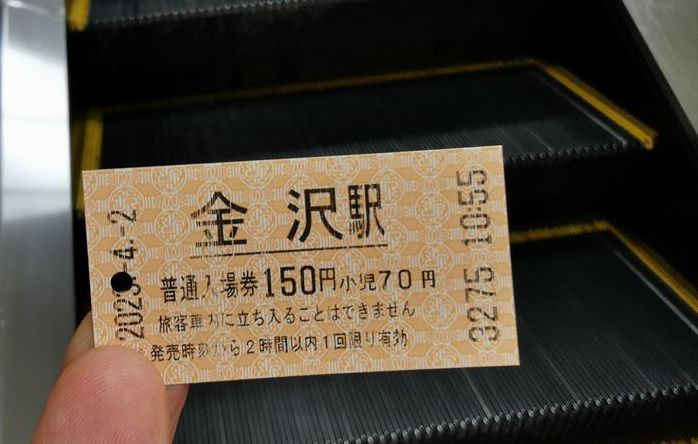 金沢駅
普通入場券150円小児70円
旅客車内に立ち入ることはできません
発売時刻から2時間以内1回限り有効
-4.-2
3275 10:55